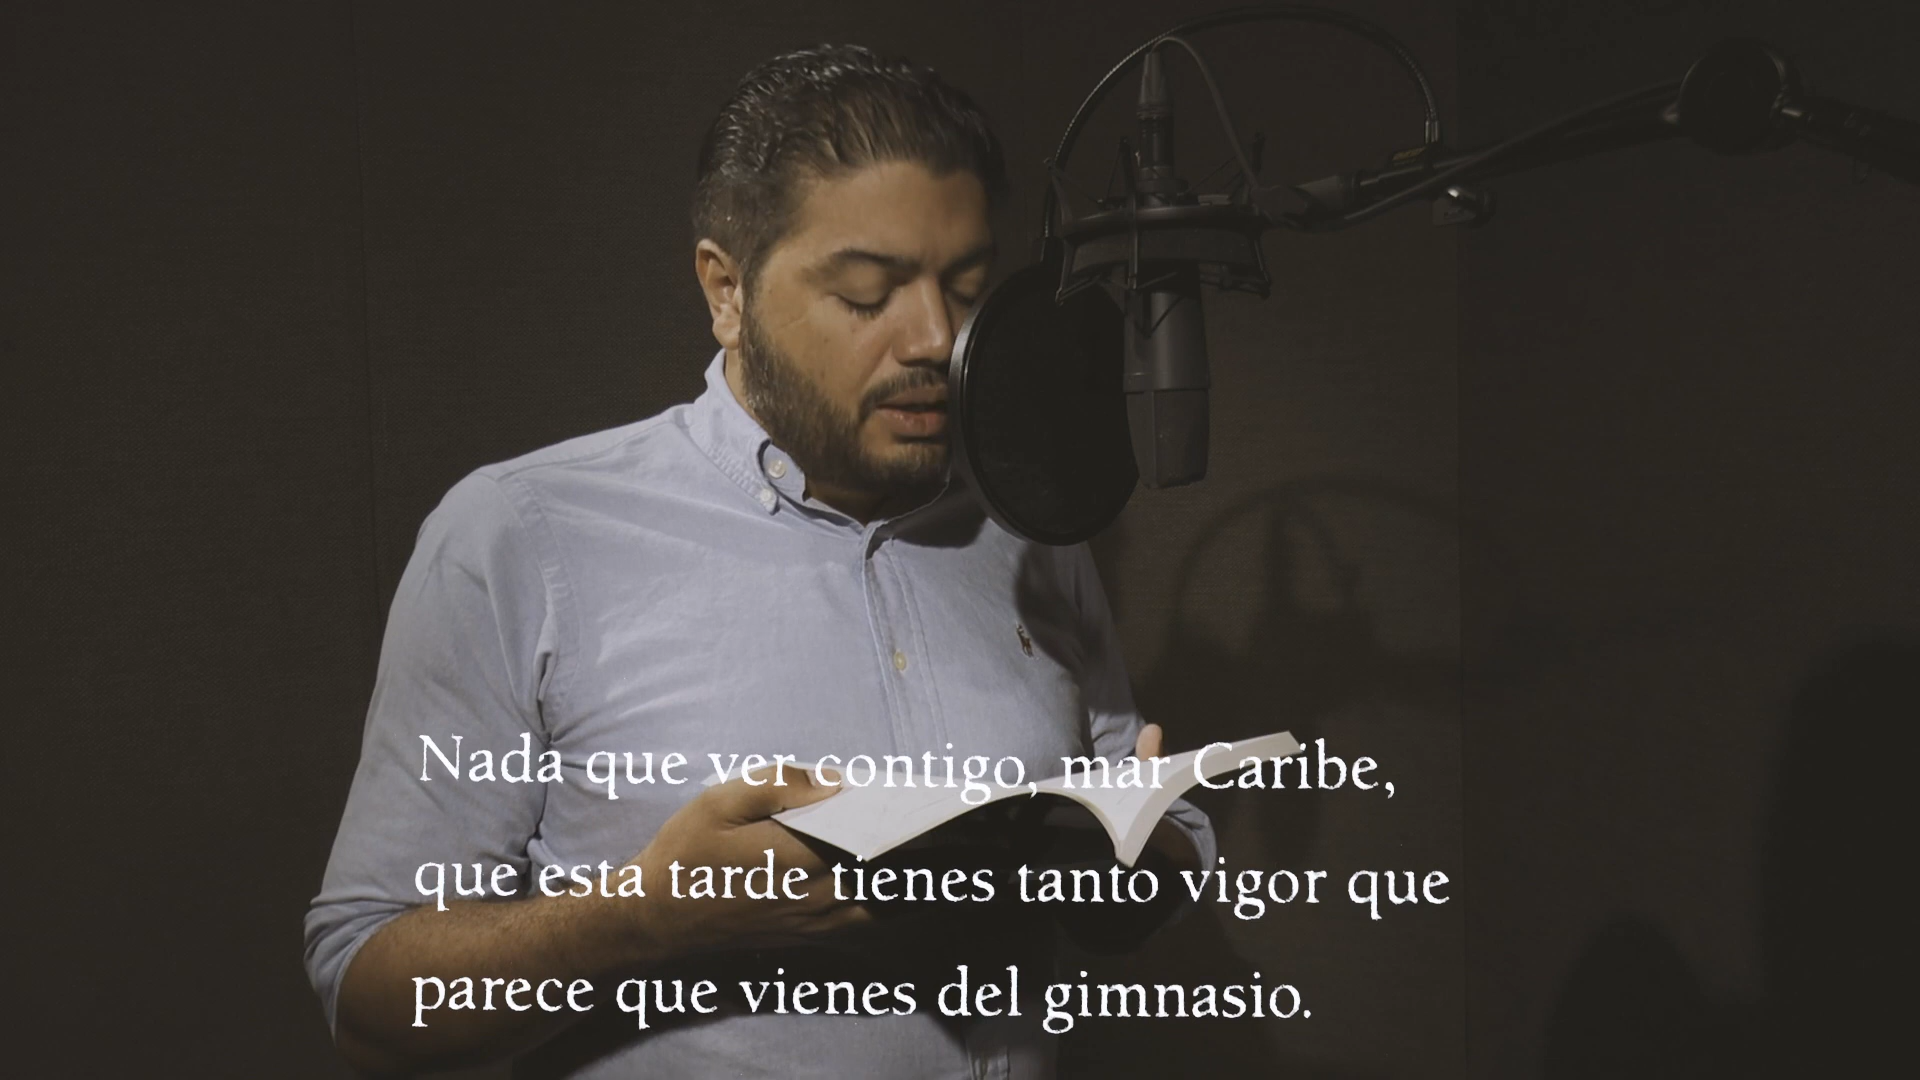 Nada que ver contigo, mar Caribe,
que esta tarde tienes tanto vigor que
parece que vienes del gimnasio.